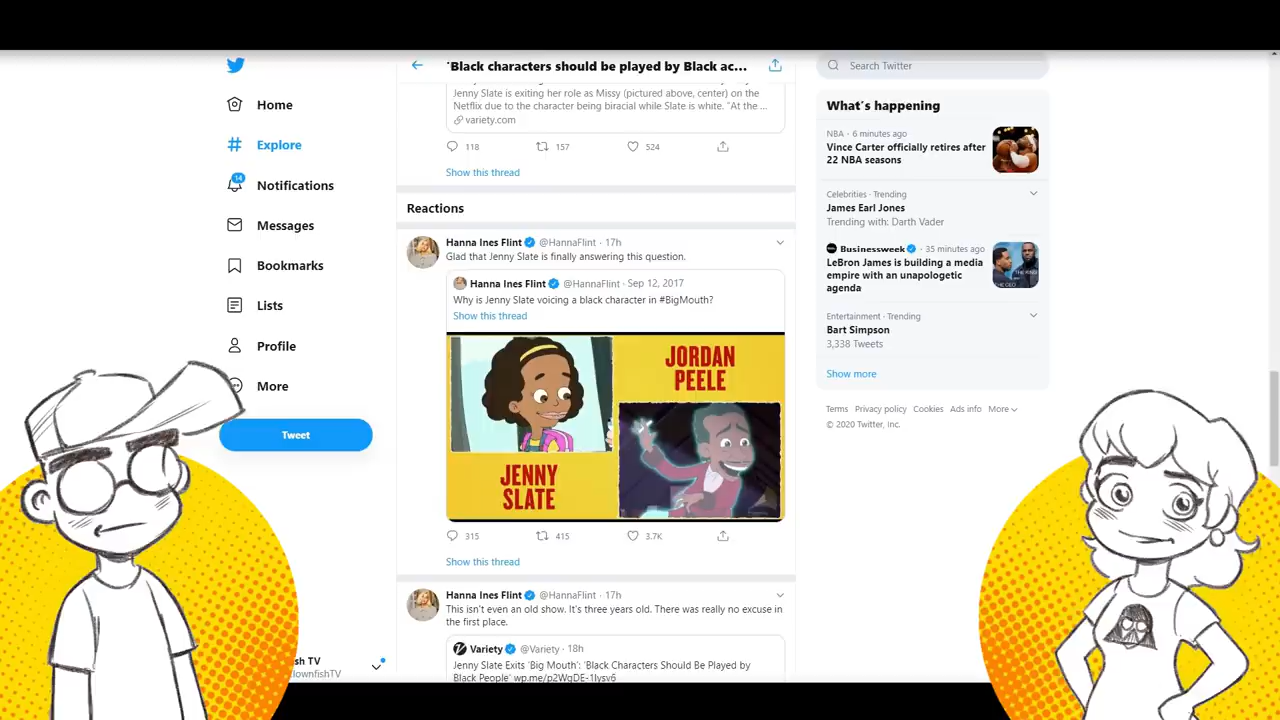 Home
Explore
14
Notifications
Messages
Bookmarks
Lists
Profile
More
Tweet
sh TV
lownfishTV
'Black characters should be played by Black ac...
Jenny Slate is exiting her role as Missy (pictured above, center) on the
Netflix due to the character being biracial while Slate is white. "At the ...
variety.com
118 157 524
Show this thread
Reactions
Hanna Ines Flint @HannaFlint · 17h
Glad that Jenny Slate is finally answering this question.
Hanna Ines Flint @HannaFlint · Sep 12, 2017
Why is Jenny Slate voicing a black character in #BigMouth?
Show this thread
JORDAN
PEELE
JENNY
SLATE
315 415 3.7K
Show this thread
Hanna Ines Flint @HannaFlint · 17h
This isn't even an old show. It's three years old. There was really no excuse in
the first place.
Variety @Variety · 18h
Jenny Slate Exits 'Big Mouth': 'Black Characters Should Be Played by
Black People' wp.me/p2WgDE-1Iysv6
Search Twitter
What's happening
NBA · 6 minutes ago
Vince Carter officially retires after
22 NBA seasons
Celebrities · Trending
James Earl Jones
Trending with: Darth Vader
Businessweek · 35 minutes ago
LeBron James is building a media
empire with an unapologetic
agenda
Entertainment · Trending
Bart Simpson
3,338 Tweets
Show more
Terms Privacy policy Cookies Ads info More
© 2020 Twitter, Inc.